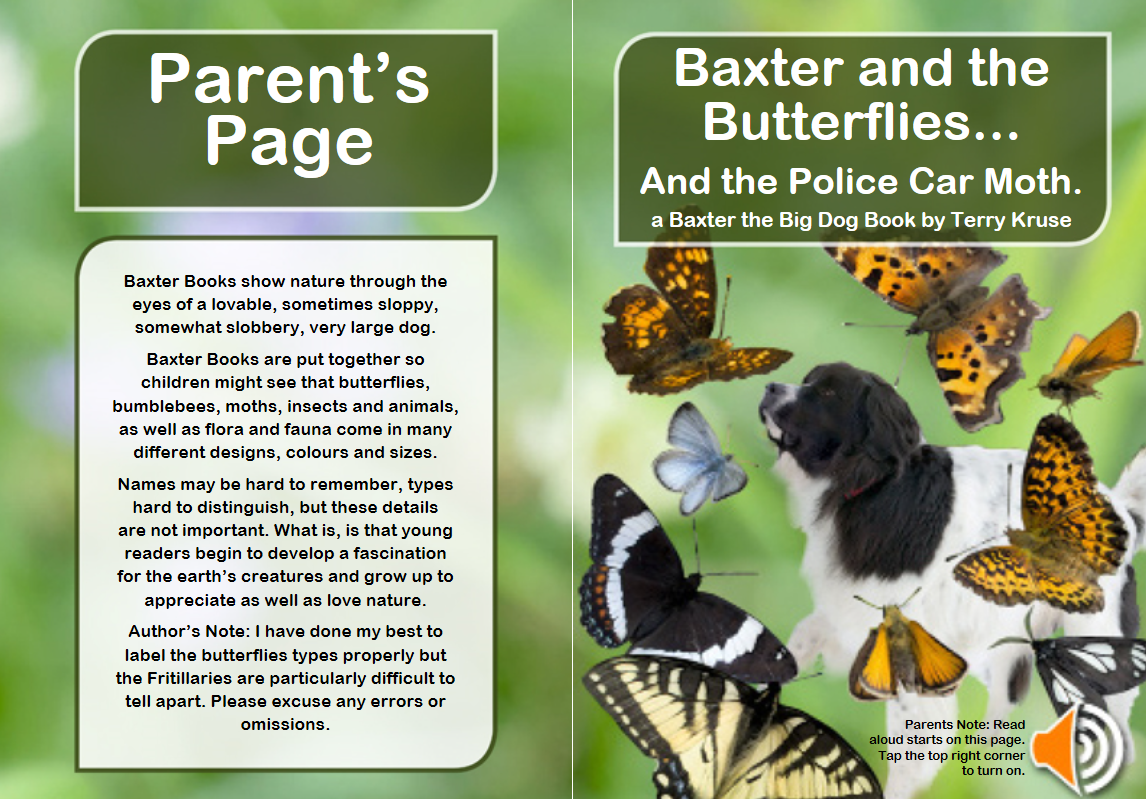 Parent's
Page
Baxter Books show nature through the
eyes of a lovable, sometimes sloppy,
somewhat slobbery, very large dog.
Baxter Books are put together so
children might see that butterflies,
bumblebees, moths, insects and animals,
as well as flora and fauna come in many
different designs, colours and sizes.
Names may be hard to remember, types
hard to distinguish, but these details
are not important. What is, is that young
readers begin to develop a fascination
for the earth's creatures and grow up to
appreciate as well as love nature.
Author's Note: I have done my best to
label the butterflies types properly but
the Fritillaries are particularly difficult to
tell apart. Please excuse any errors or
omissions.
Baxter and the
Butterflies...
And the Police Car Moth.
a Baxter the Big Dog Book by Terry Kruse
Parents Note: Read
aloud starts on this page.
Tap the top right corner
to turn on.